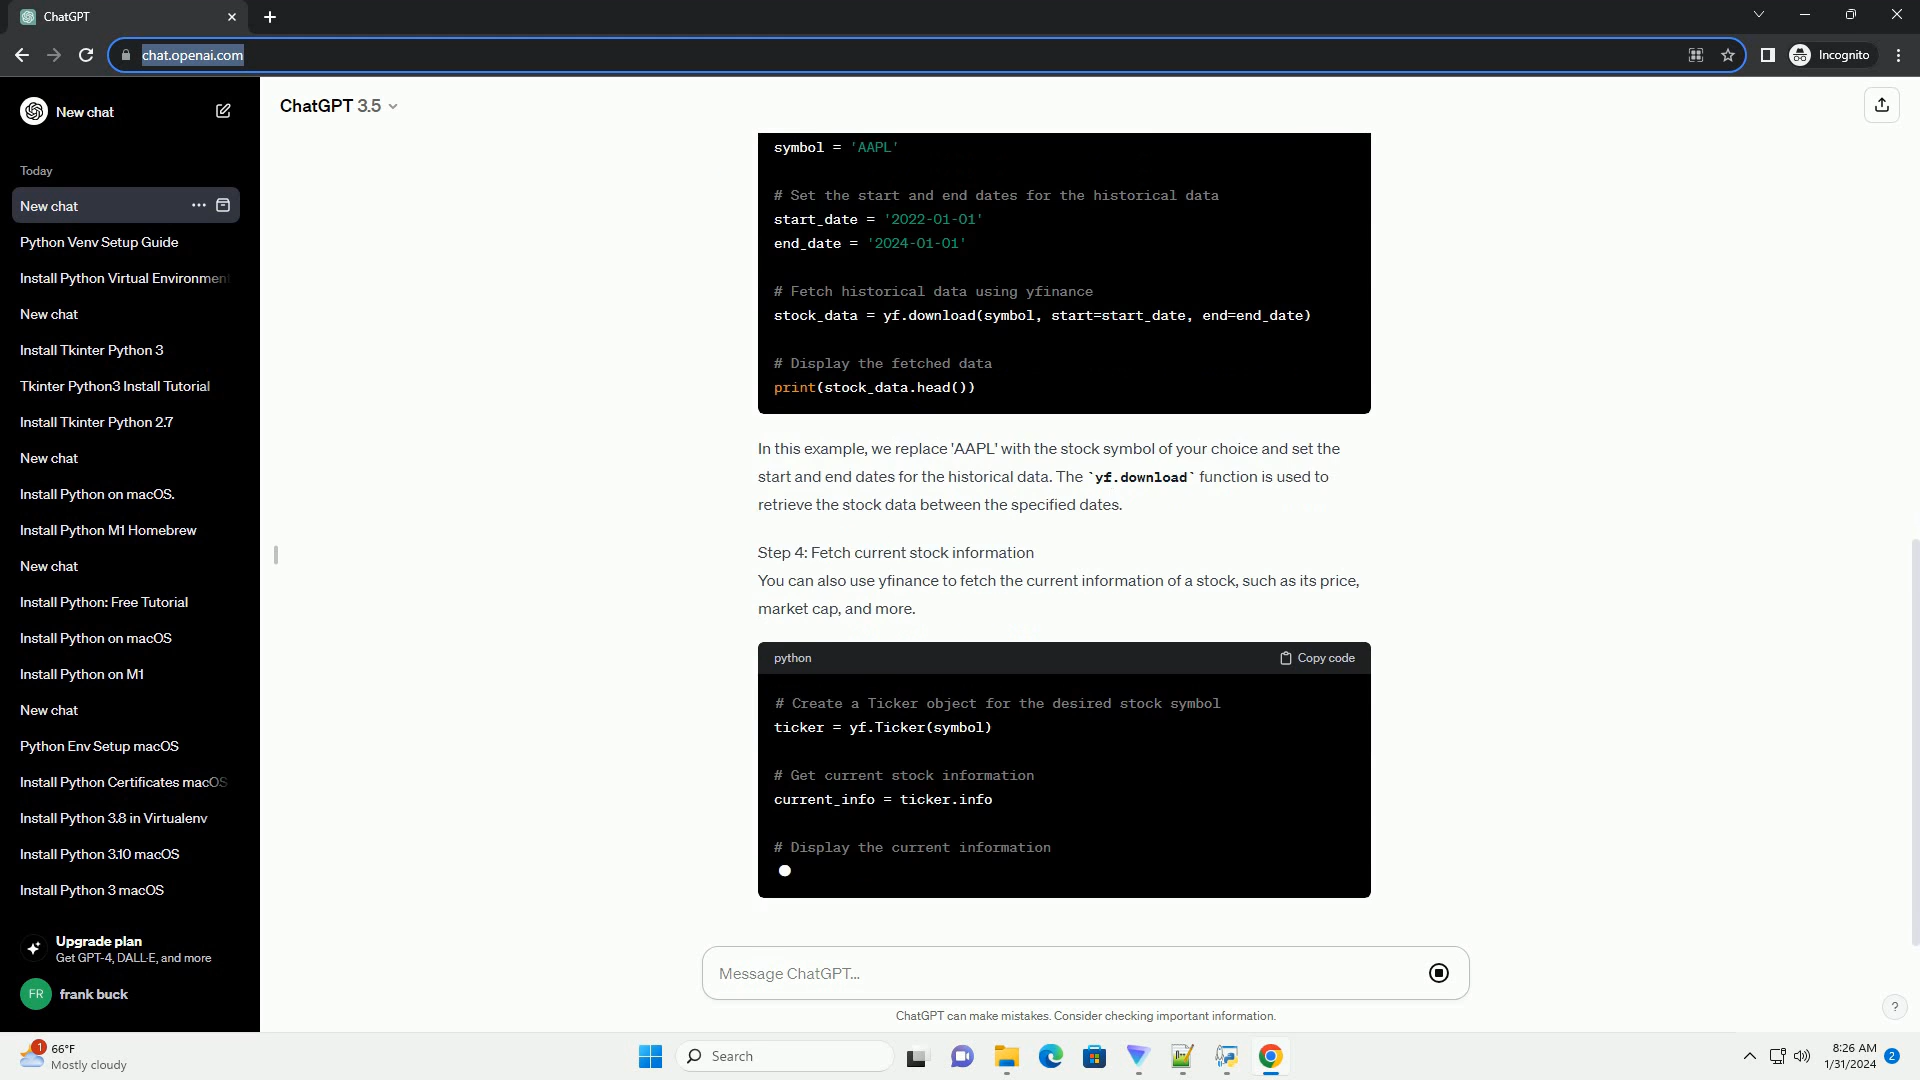 ChatGPT
chat.openai.com
Incognito
New chat
Today
New chat
Python Venv Setup Guide
Install Python Virtual Environment
New chat
Install Tkinter Python 3
Tkinter Python3 Install Tutorial
Install Tkinter Python 2.7
New chat
Install Python on macOS.
Install Python M1 Homebrew
New chat
Install Python: Free Tutorial
Install Python on macOS
Install Python on M1
New chat
Python Env Setup macOS
Install Python Certificates macOS
Install Python 3.8 in Virtualenv
Install Python 3.10 macOS
Install Python 3 macOS
Upgrade plan
Get GPT-4, DALL·E, and more
FR frank buck
ChatGPT 3.5
symbol = 'AAPL'
# Set the start and end dates for the historical data
start_date = '2022-01-01'
end_date = '2024-01-01'
# Fetch historical data using yfinance
stock_data = yf.download(symbol, start=start_date, end=end_date)
# Display the fetched data
print(stock_data.head())
In this example, we replace 'AAPL' with the stock symbol of your choice and set the
start and end dates for the historical data. The `yf.download` function is used to
retrieve the stock data between the specified dates.
Step 4: Fetch current stock information
You can also use yfinance to fetch the current information of a stock, such as its price,
market cap, and more.
python Copy code
# Create a Ticker object for the desired stock symbol
ticker = yf.Ticker(symbol)
# Get current stock information
current_info = ticker.info
# Display the current information
Message ChatGPT…
ChatGPT can make mistakes. Consider checking important information.
?
1 66°F
Mostly cloudy
Search
8:26 AM
1/31/2024
2